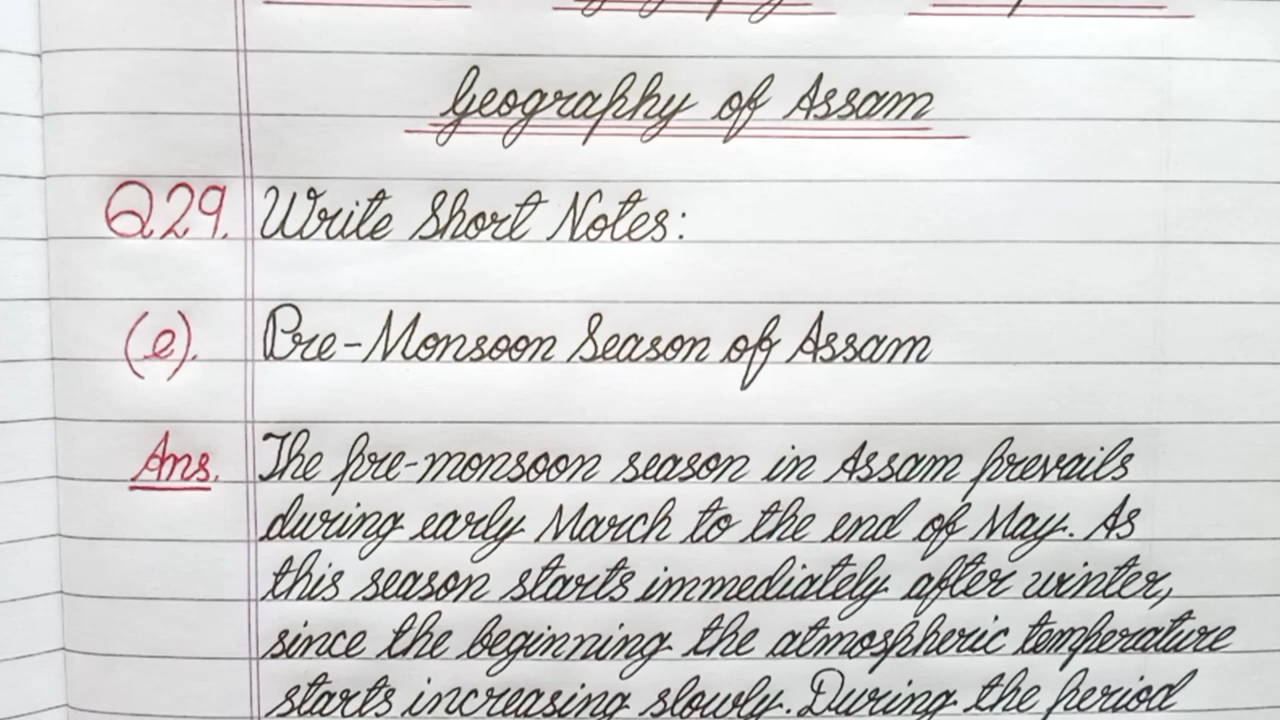 Geography of Assam
Q29. Write Short Notes:
(e). Pre-Monsoon Season of Assam
Ans. The pre-monsoon season in Assam prevails
during early March to the end of May. As
this season starts immediately after winter,
since the beginning the atmospheric temperature
starts increasing slowly. During the period